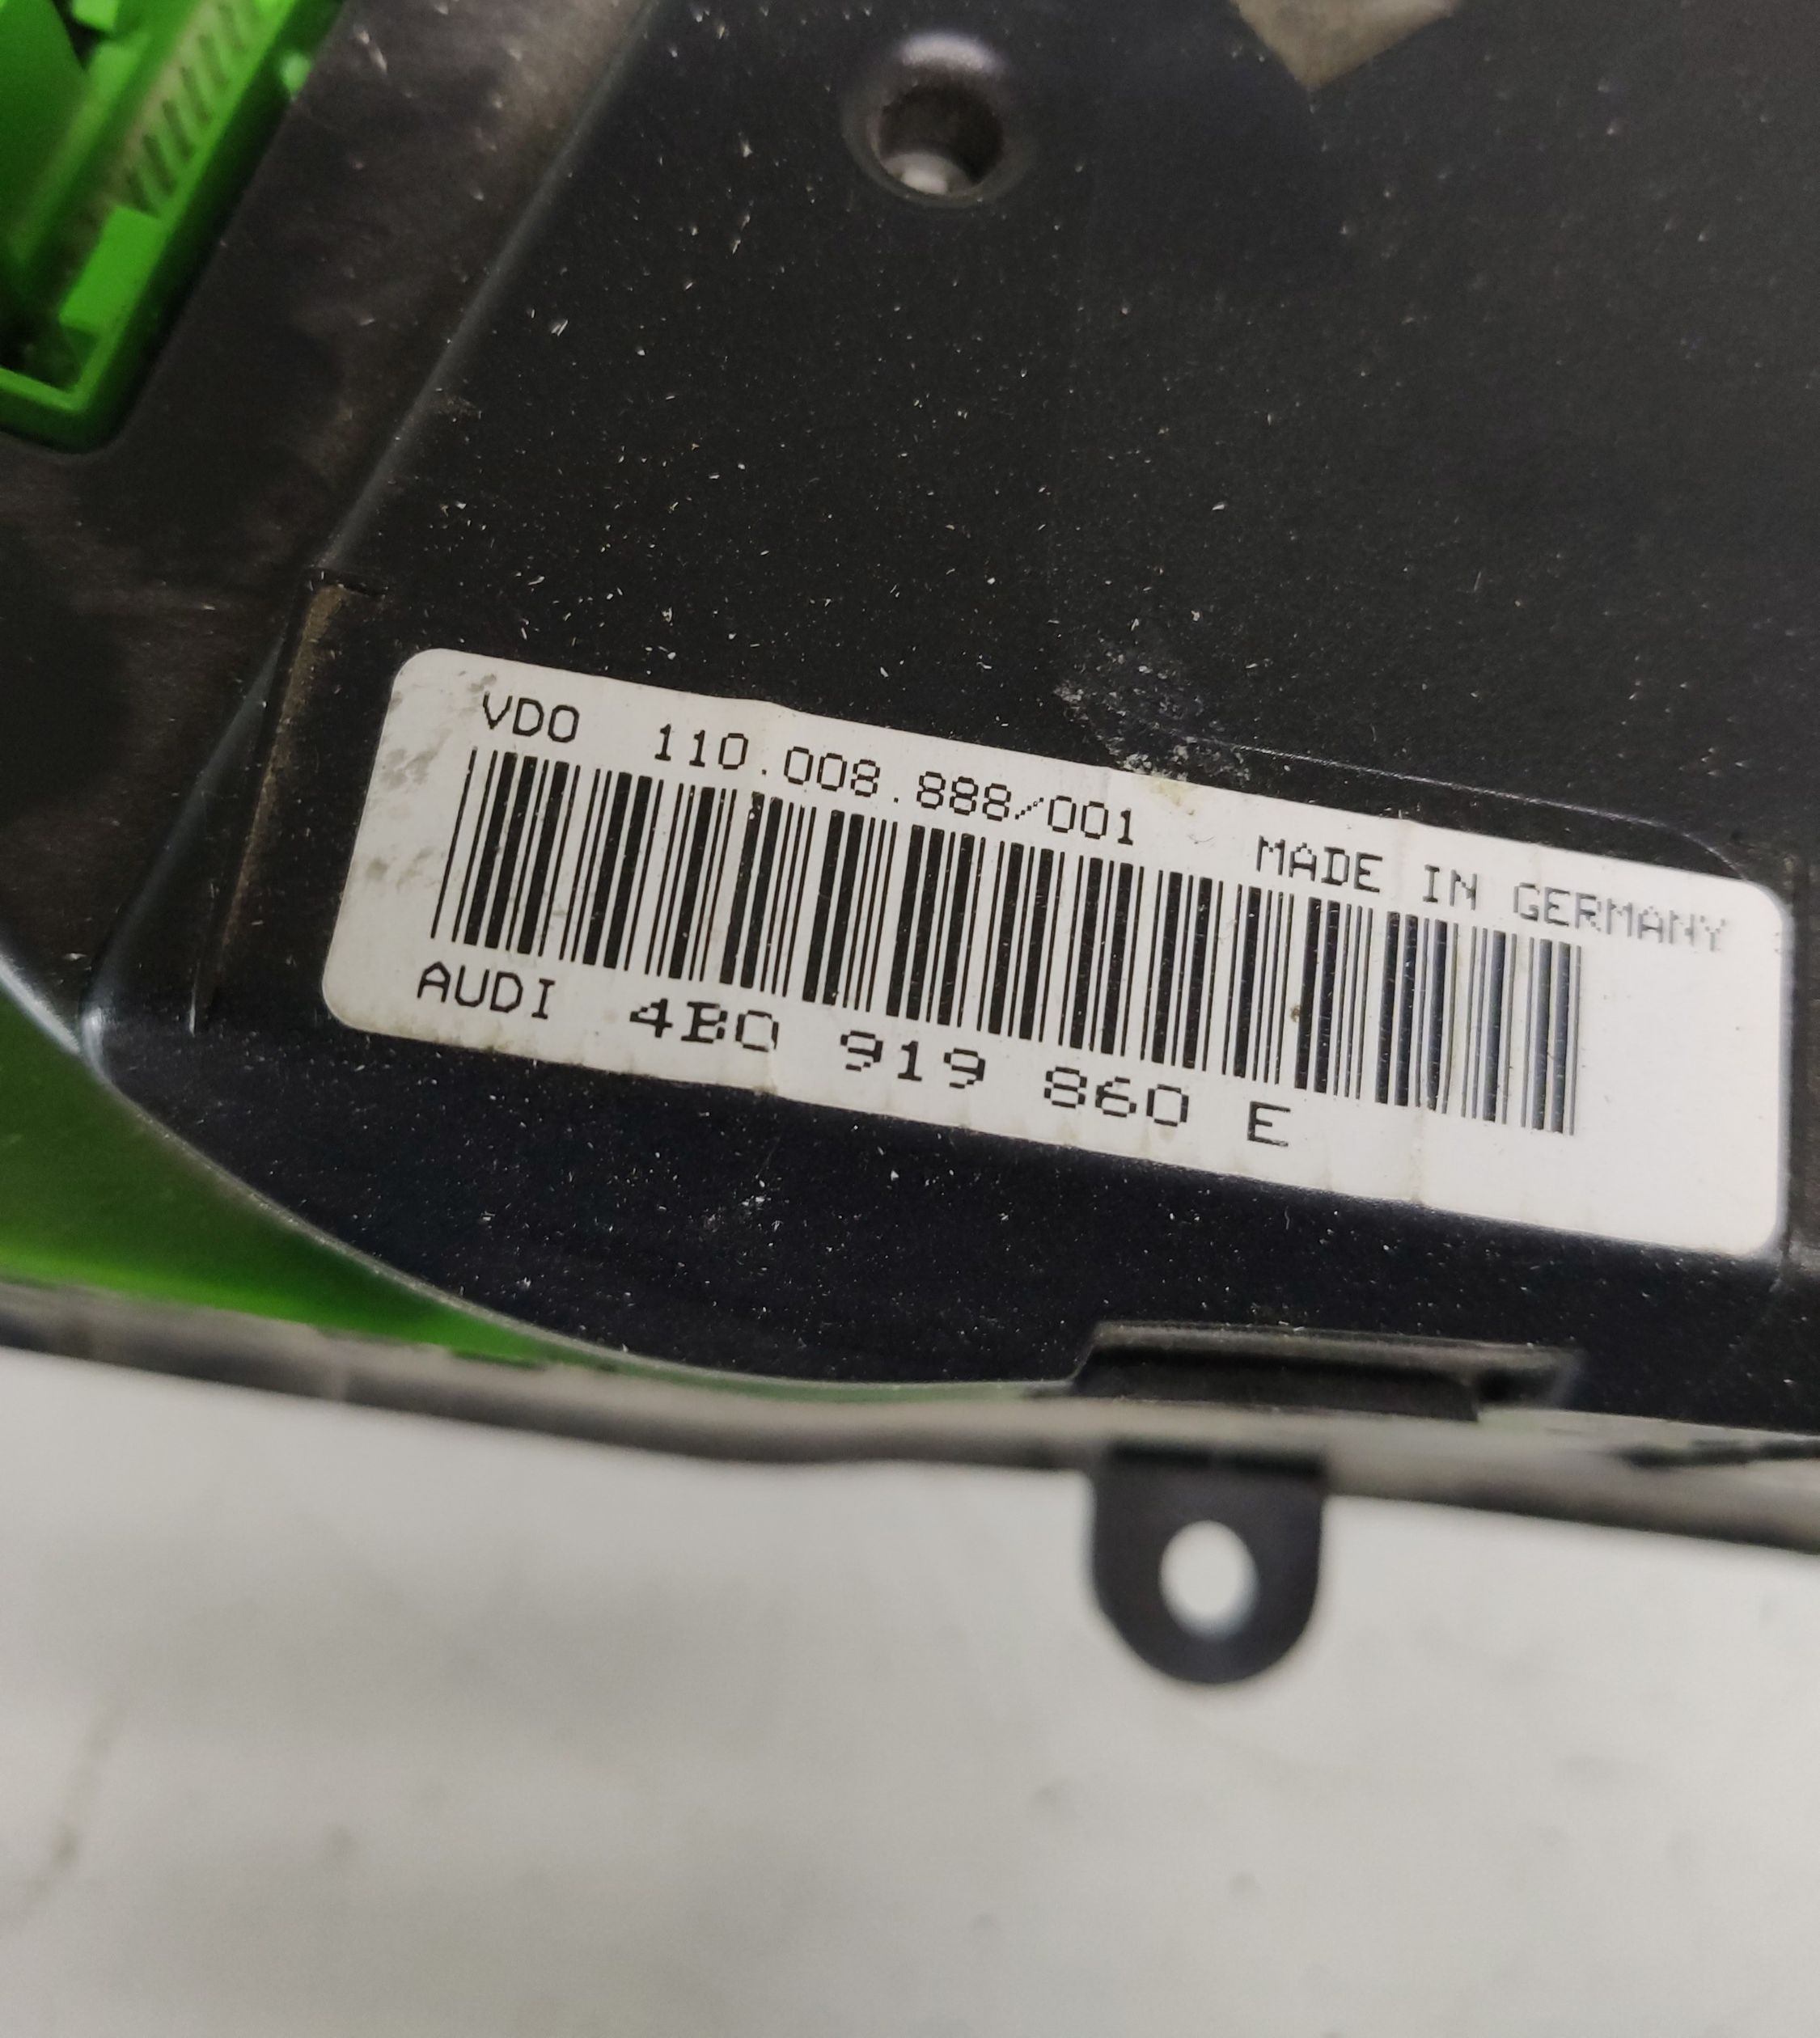 VDO 110.008.888/001 MADE IN GERMANY
AUDI 4B0 919 860 E